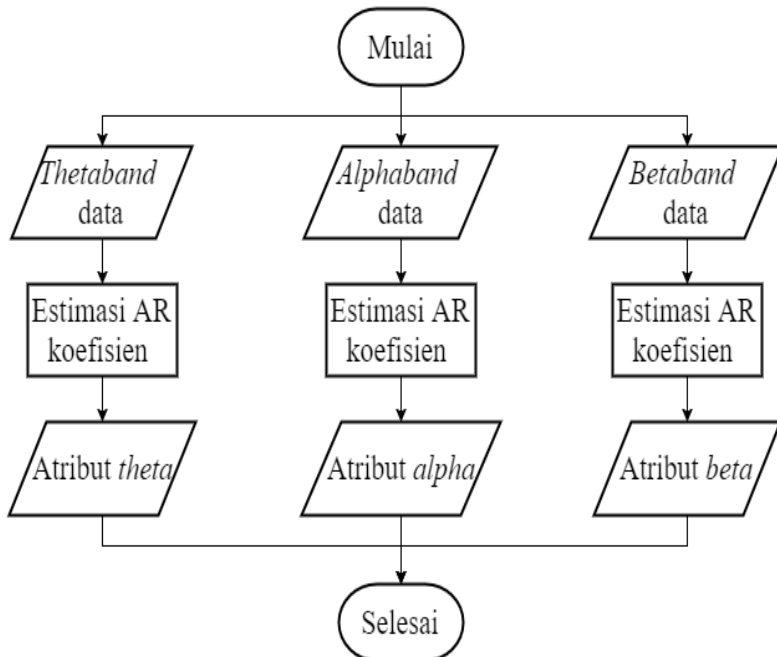 Mulai
Thetaband
data
Alphaband
data
Betaband
data
Estimasi AR
koefisien
Estimasi AR
koefisien
Estimasi AR
koefisien
Atribut theta
Atribut alpha
Atribut beta
Selesai